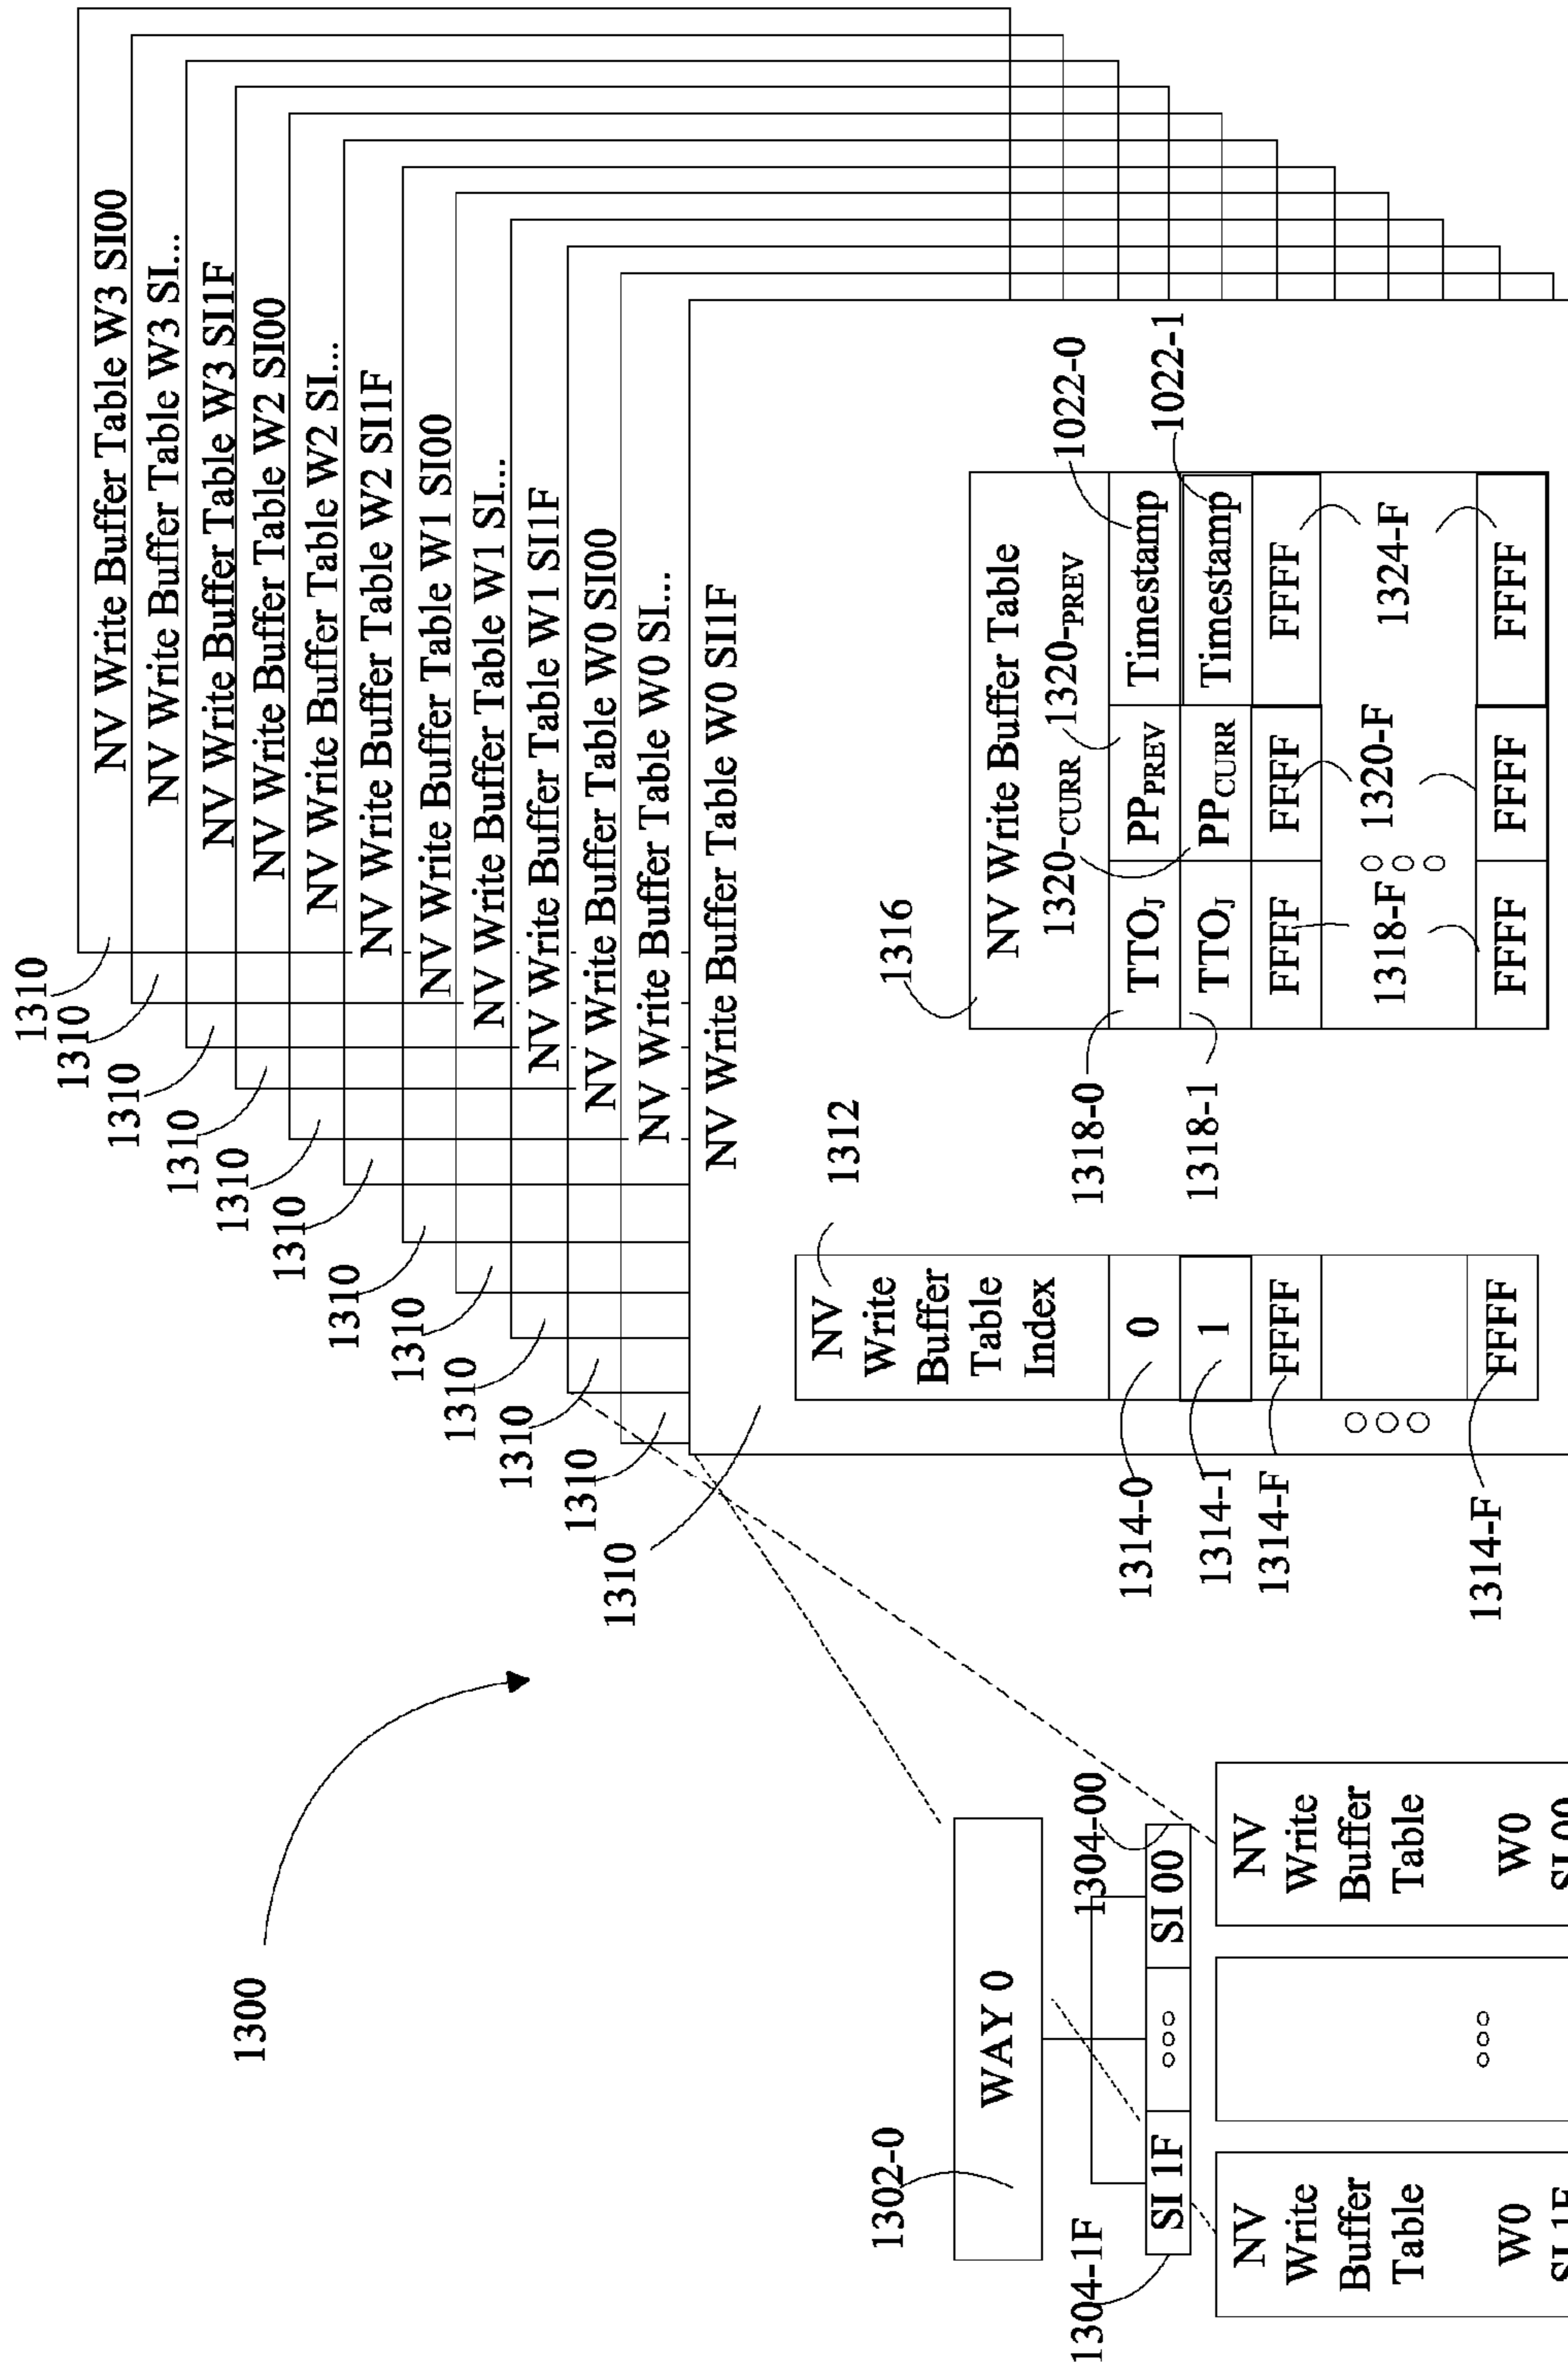 1300
1310
1310
1310
1310
1310
1310
1310
1310
1310
1310
1310
1310
NV Write Buffer Table W3 SI00
NV Write Buffer Table W3 SI...
NV Write Buffer Table W3 SI1F
NV Write Buffer Table W2 SI00
NV Write Buffer Table W2 SI...
NV Write Buffer Table W2 SI1F
NV Write Buffer Table W1 SI00
NV Write Buffer Table W1 SI...
NV Write Buffer Table W1 SI1F
NV Write Buffer Table W0 SI00
NV Write Buffer Table W0 SI...
NV Write Buffer Table W0 SI1F
1302-0
WAY 0
1304-1F
1304-00
SI 1F
SI 00
NV
Write
Buffer
Table
W0
SI 1F
NV
Write
Buffer
Table
W0
SI 00
1312
NV
Write
Buffer
Table
Index
0
1
FFFF
FFFF
1314-0
1314-1
1314-F
1314-F
1316
NV Write Buffer Table
1320-CURR
1320-PREV
1022-0
1022-1
1318-0
1318-1
TTOJ PPPREV Timestamp
TTOJ PPCURR Timestamp
FFFF FFFF FFFF
1318-F 1320-F 1324-F
FFFF FFFF FFFF